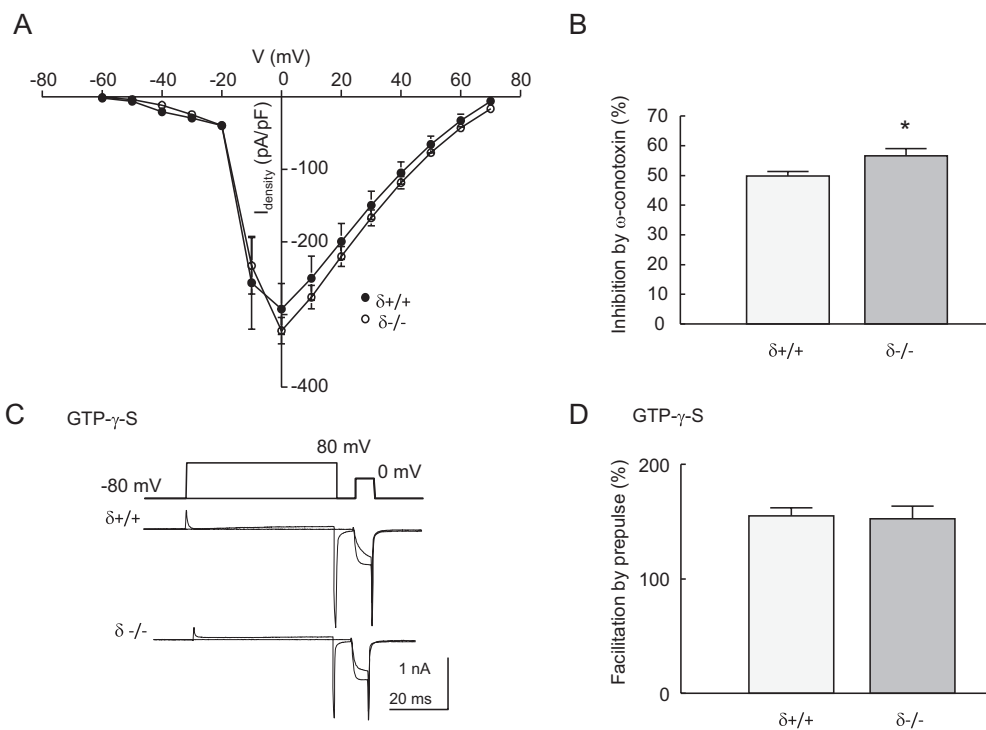 A
V (mV)
-80 -60 -40 -20 0 20 40 60 80
-100
-200
-400
I density (pA/pF)
δ+/+
δ-/-
B
Inhibition by ω-conotoxin (%)
70
60
50
40
30
20
10
0
*
δ+/+ δ-/-
C GTP-γ-S
80 mV
0 mV
-80 mV
δ+/+
δ -/-
1 nA
20 ms
D GTP-γ-S
Facilitation by prepulse (%)
200
100
0
δ+/+ δ-/-